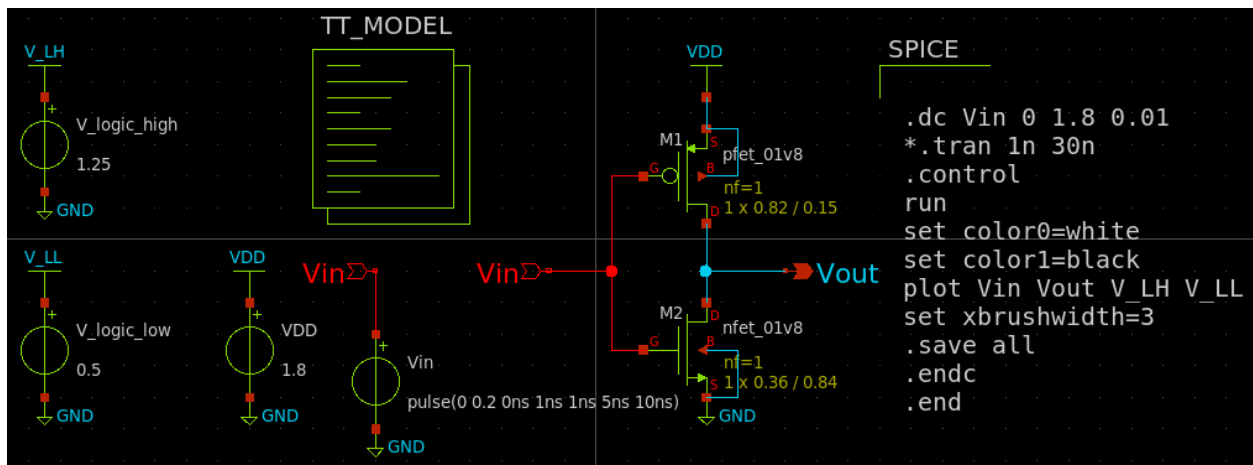 TT_MODEL
V_LH
+
V_logic_high
1.25
GND
V_LL
+
V_logic_low
0.5
GND
VDD
+
VDD
1.8
GND
Vin
+
Vin
pulse(0 0.2 0ns 1ns 1ns 5ns 10ns)
GND
VDD
M1
S
pfet_01v8
G
B
nf=1
D
1 x 0.82 / 0.15
Vin
Vout
M2
D
nfet_01v8
G
B
nf=1
S
1 x 0.36 / 0.84
GND
SPICE
.dc Vin 0 1.8 0.01
*.tran 1n 30n
.control
run
set color0=white
set color1=black
plot Vin Vout V_LH V_LL
set xbrushwidth=3
.save all
.endc
.end